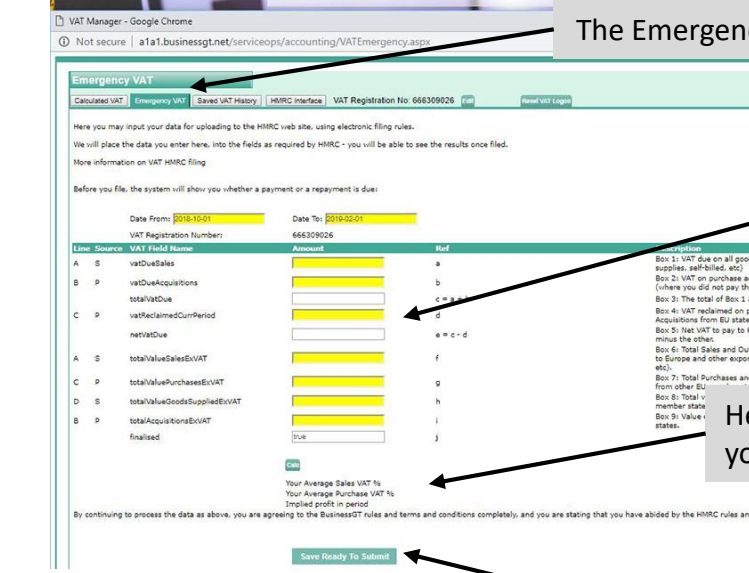 VAT Manager - Google Chrome
The Emergenc
Not secure | a1a1.businessgt.net/serviceops/accounting/VATEmergency.aspx
Emergency VAT
Calculated VAT Emergency VAT Saved VAT History HMRC Interface VAT Registration No: 666309026 Edit Reset VAT Logon
Here you may input your data for uploading to the HMRC web site, using electronic filing rules.
We will place the data you enter here, into the fields as required by HMRC - you will be able to see the results once filed.
More information on VAT HMRC filing
Before you file, the system will show you whether a payment or a repayment is due:
Date From: 2018-10-01 Date To: 2019-02-01
VAT Registration Number: 666309026
Line Source VAT Field Name Amount Ref Description
A S vatDueSales a Box 1: VAT due on all goo
supplies, self-billed, etc)
B P vatDueAcquisitions b Box 2: VAT on purchase a
(where you did not pay th
totalVatDue c = a + Box 3: The total of Box 1
C P vatReclaimedCurrPeriod d Box 4: VAT reclaimed on p
Acquisitions from EU state
netVatDue e = c - d Box 5: Net VAT to pay to
minus the other.
A S totalValueSalesExVAT f Box 6: Total Sales and Ou
to Europe and other expor
etc).
C P totalValuePurchasesExVAT g Box 7: Total Purchases an
from other EU
D S totalValueGoodsSuppliedExVAT h Box 8: Total v
member state
B P totalAcquisitionsExVAT i Box 9: Value
states.
finalised true j
He
yo
Calc
Your Average Sales VAT %
Your Average Purchase VAT %
Implied profit in period
By continuing to process the data as above, you are agreeing to the BusinessGT rules and terms and conditions completely, and you are stating that you have abided by the HMRC rules an
Save Ready To Submit